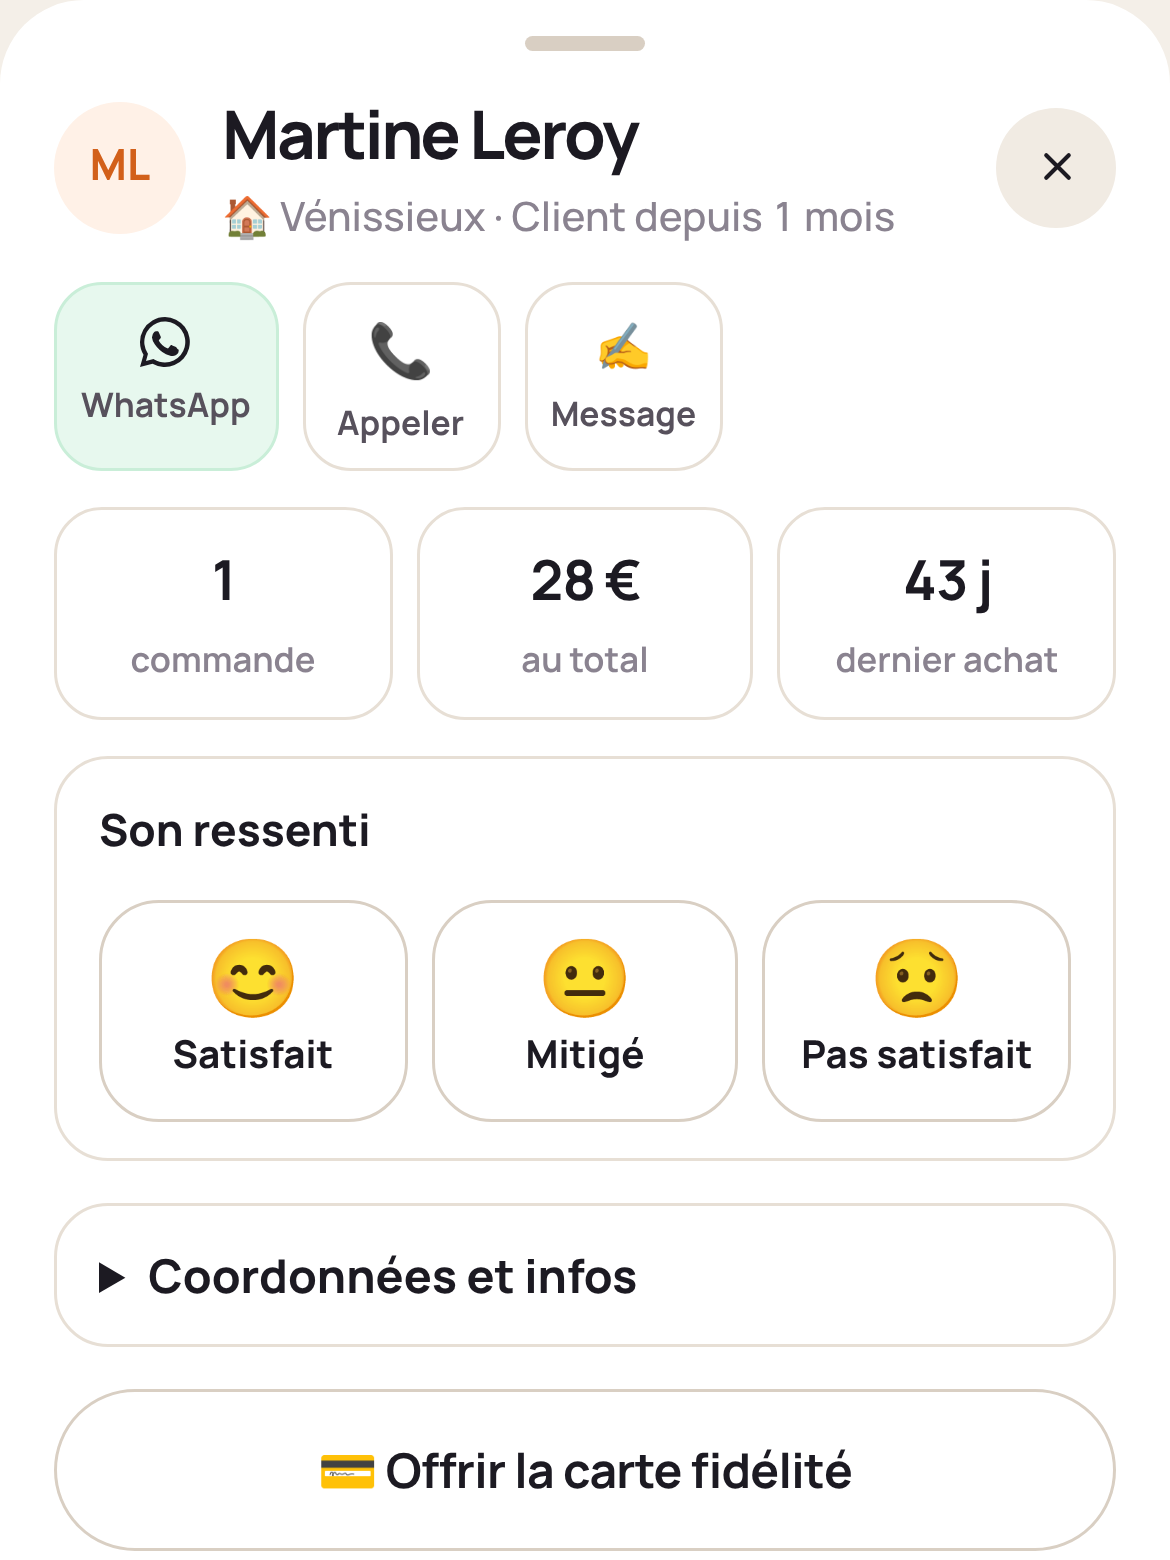 ML
Martine Leroy
🏠 Vénissieux · Client depuis 1 mois
WhatsApp
📞 Appeler
✍️ Message
1
commande
28 €
au total
43 j
dernier achat
Son ressenti
😊
Satisfait
😐
Mitigé
😟
Pas satisfait
▶ Coordonnées et infos
💳 Offrir la carte fidélité